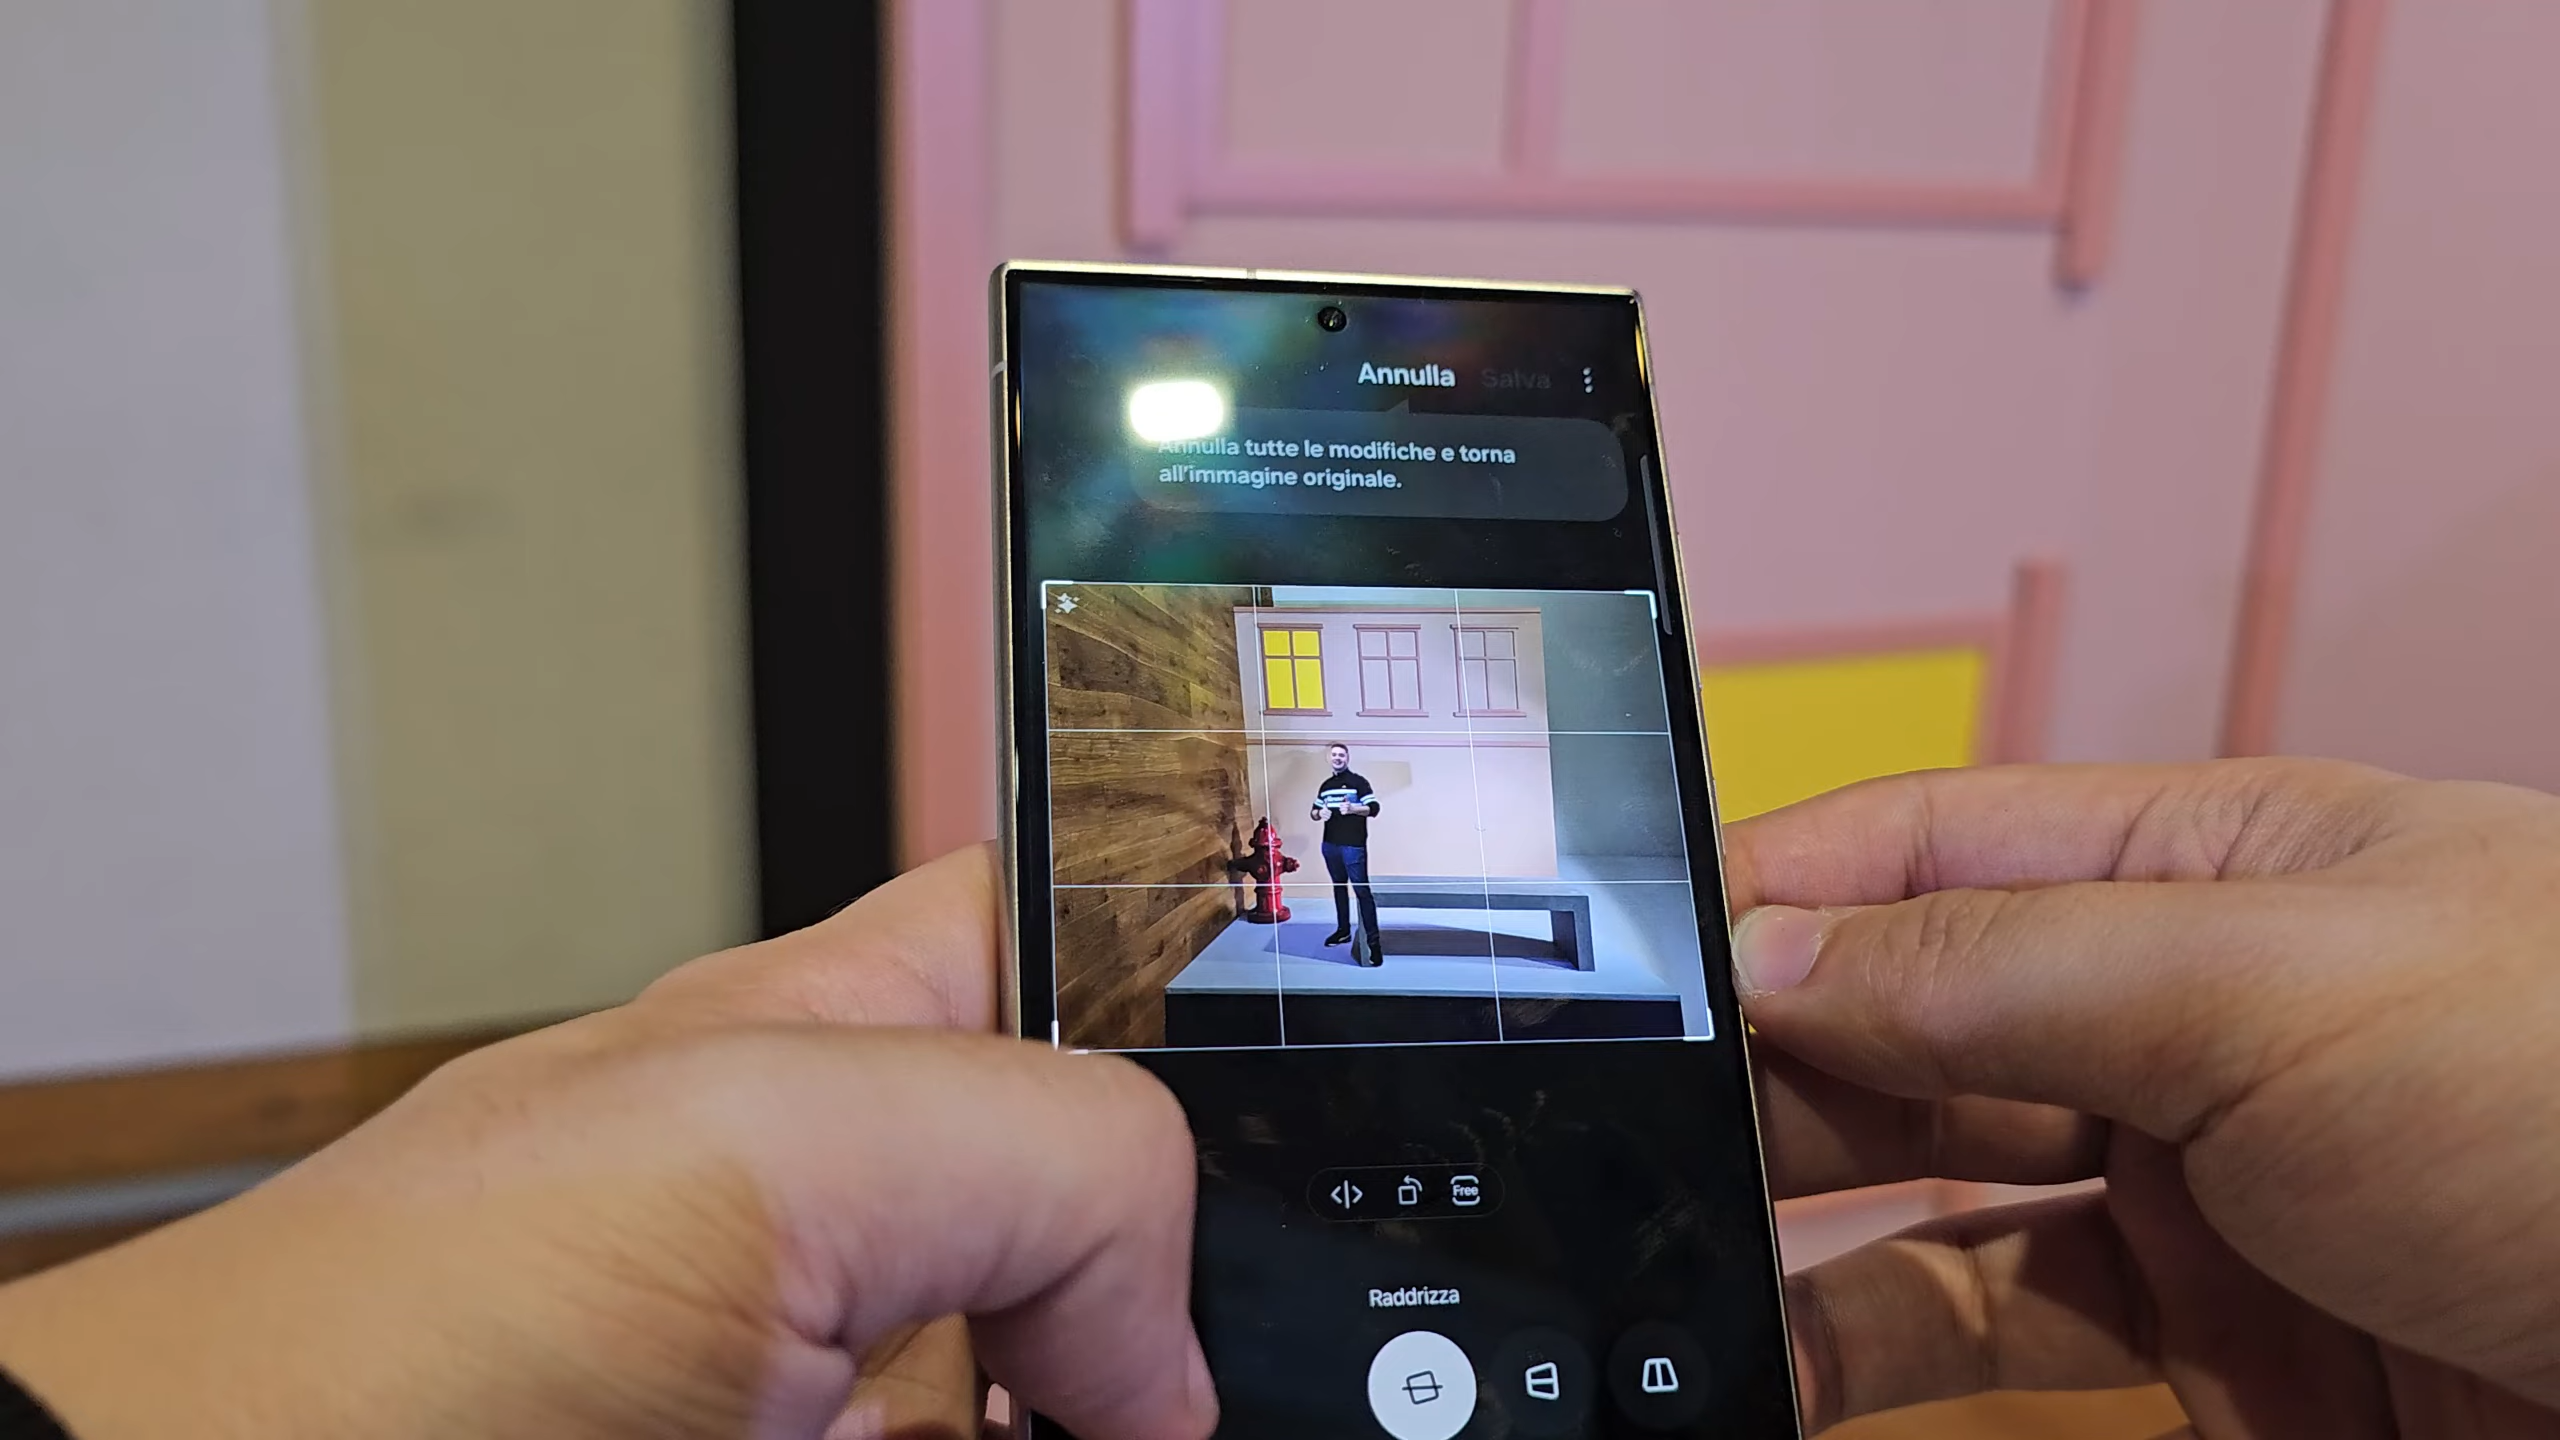 Annulla Salva
Annulla tutte le modifiche e torna
all'immagine originale.
Free
Raddrizza